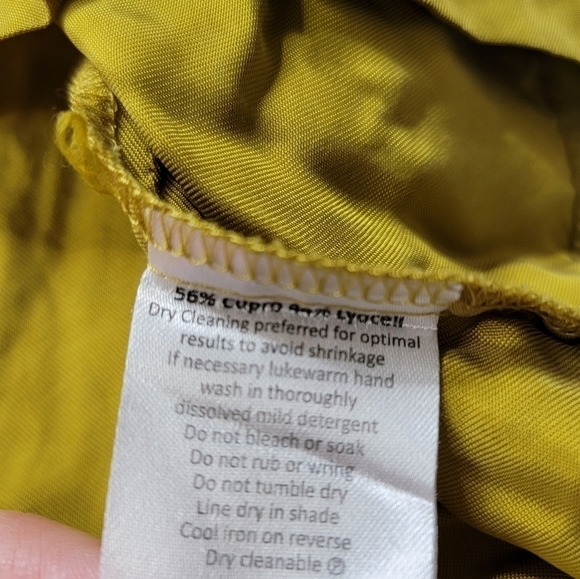 56% Cupro 44% Lyocell
Dry Cleaning preferred for optimal
results to avoid shrinkage
If necessary lukewarm hand
wash in thoroughly
dissolved mild detergent
Do not bleach or soak
Do not rub or wring
Do not tumble dry
Line dry in shade
Cool iron on reverse
Dry cleanable Ⓟ